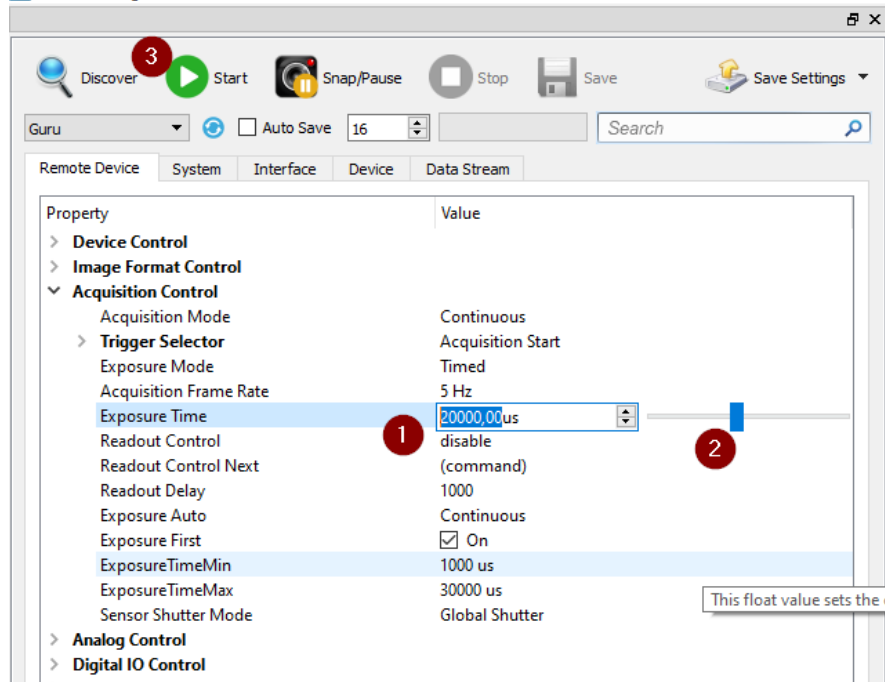 3
Discover Start Snap/Pause Stop Save Save Settings
Guru Auto Save 16 Search
Remote Device System Interface Device Data Stream
Property Value
Device Control
Image Format Control
Acquisition Control
Acquisition Mode Continuous
Trigger Selector Acquisition Start
Exposure Mode Timed
Acquisition Frame Rate 5 Hz
Exposure Time 20000,00us
1 2
Readout Control disable
Readout Control Next (command)
Readout Delay 1000
Exposure Auto Continuous
Exposure First On
ExposureTimeMin 1000 us
ExposureTimeMax 30000 us
This float value sets the
Sensor Shutter Mode Global Shutter
Analog Control
Digital IO Control